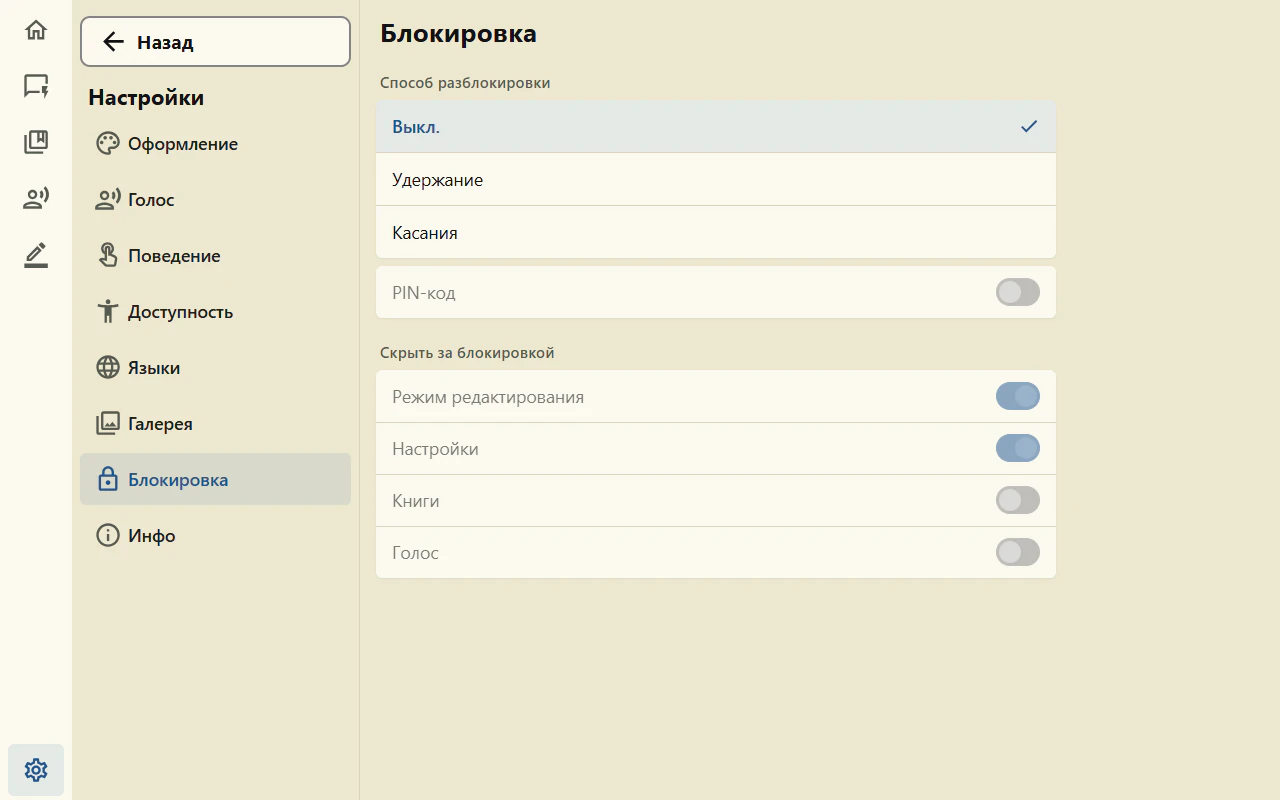 Назад
Настройки
Оформление
Голос
Поведение
Доступность
Языки
Галерея
Блокировка
Инфо
Блокировка
Способ разблокировки
Выкл.
Удержание
Касания
PIN-код
Скрыть за блокировкой
Режим редактирования
Настройки
Книги
Голос